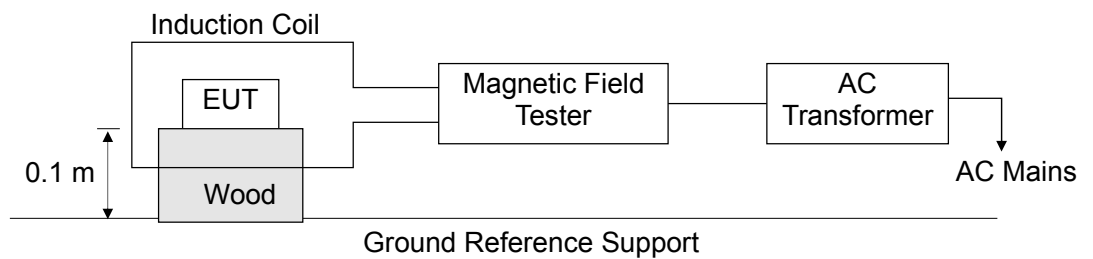 Induction Coil
EUT
Magnetic Field
Tester
AC
Transformer
0.1 m
Wood
AC Mains
Ground Reference Support